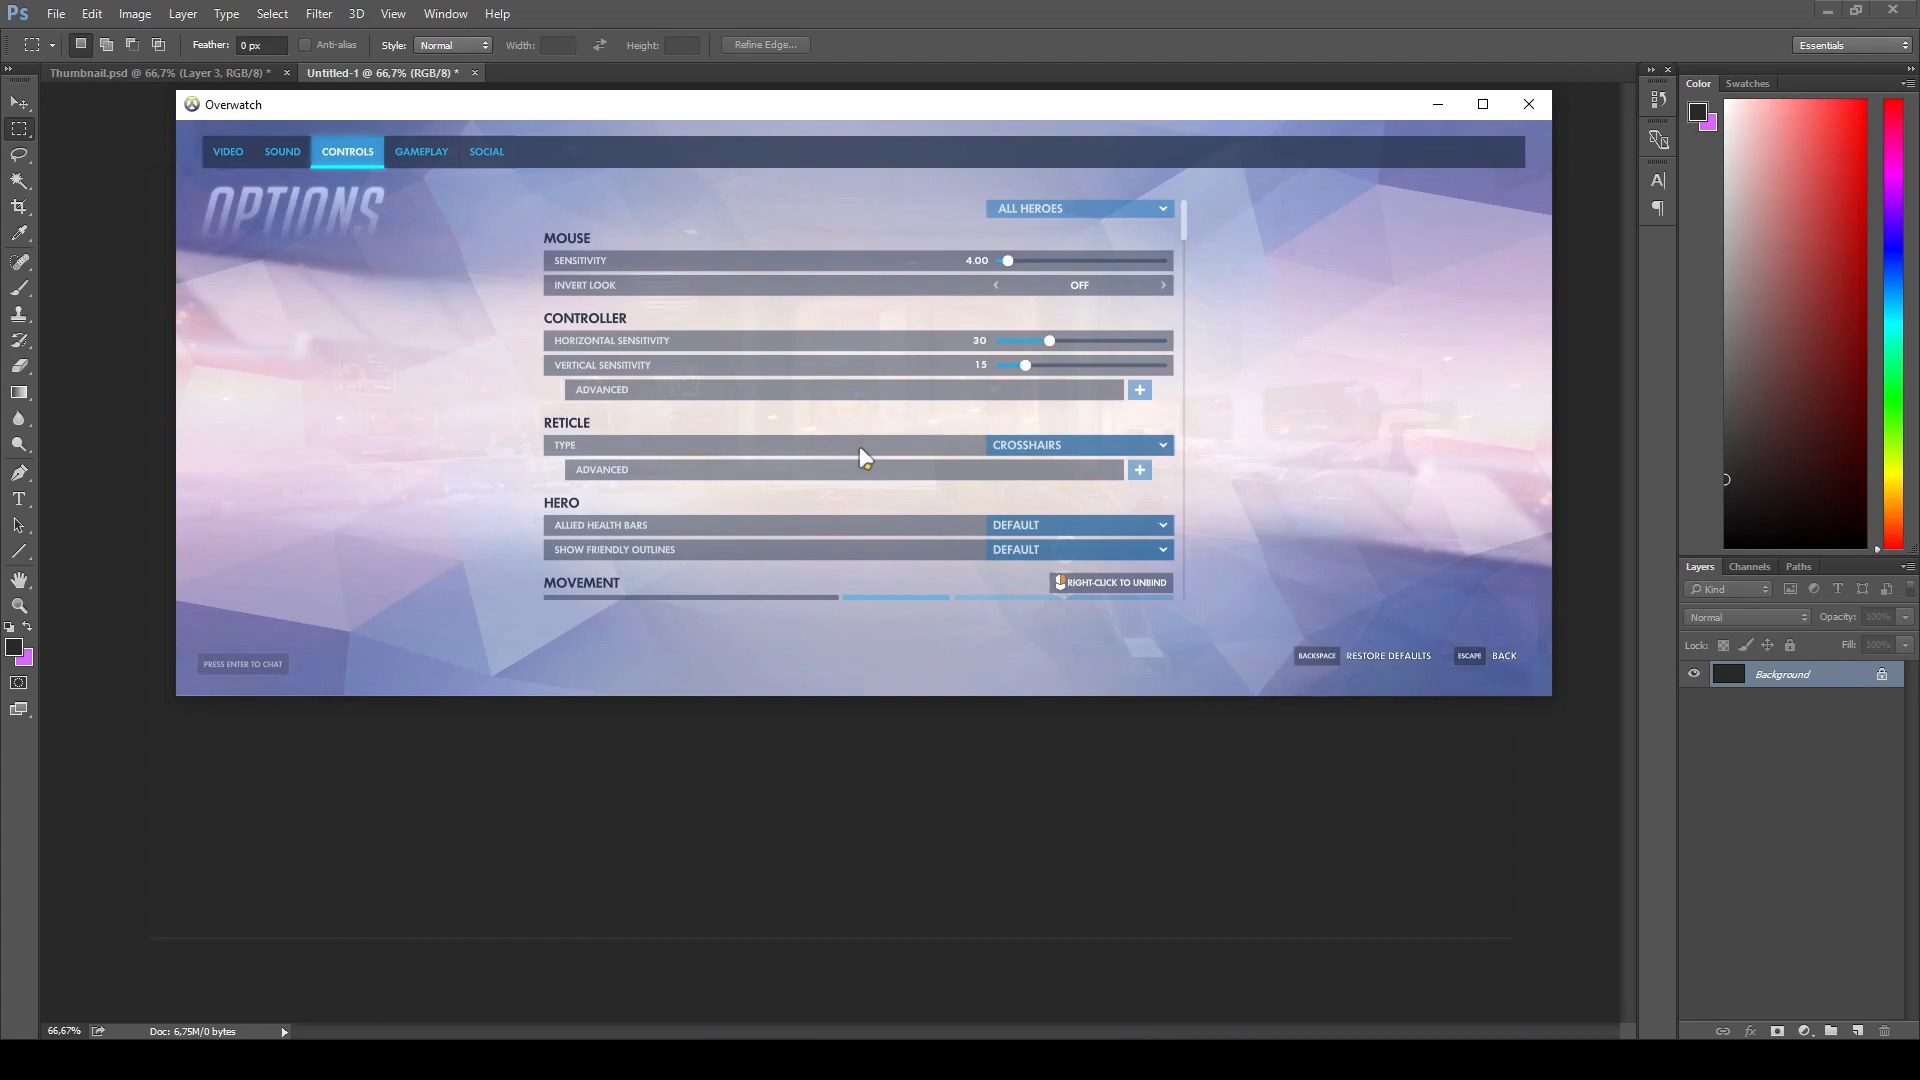 Ps File Edit Image Layer Type Select Filter 3D View Window Help
Feather: 0 px Anti-alias Style: Normal Width: Height: Refine Edge... Essentials
Thumbnail.psd @ 66,7% (Layer 3, RGB/8) * × Untitled-1 @ 66,7% (RGB/8) * ×
Color Swatches
Overwatch
VIDEO SOUND CONTROLS GAMEPLAY SOCIAL
OPTIONS
ALL HEROES
MOUSE
SENSITIVITY 4.00
INVERT LOOK OFF
CONTROLLER
HORIZONTAL SENSITIVITY 30
VERTICAL SENSITIVITY 15
ADVANCED +
RETICLE
TYPE CROSSHAIRS
ADVANCED +
HERO
ALLIED HEALTH BARS DEFAULT
SHOW FRIENDLY OUTLINES DEFAULT
MOVEMENT RIGHT-CLICK TO UNBIND
PRESS ENTER TO CHAT
BACKSPACE RESTORE DEFAULTS ESCAPE BACK
Layers Channels Paths
Kind
Normal Opacity: 100%
Lock: Fill: 100%
Background
66,67% Doc: 6,75M/0 bytes